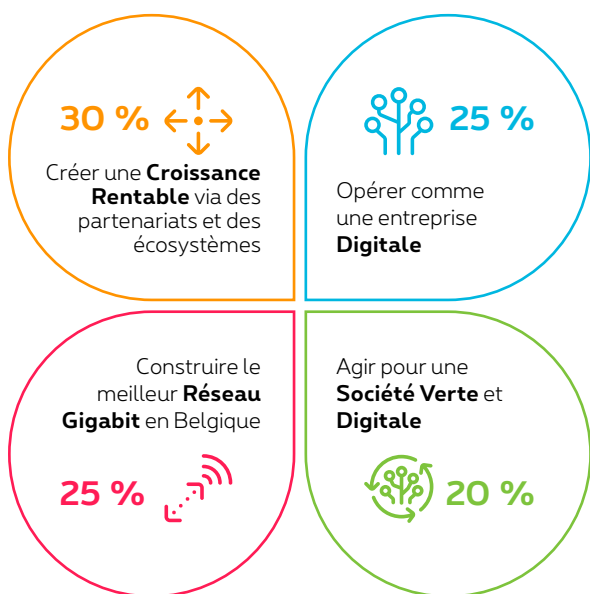 30 %
Créer une Croissance
Rentable via des
partenariats et des
écosystèmes
25 %
Opérer comme
une entreprise
Digitale
Construire le
meilleur Réseau
Gigabit en Belgique
25 %
Agir pour une
Société Verte et
Digitale
20 %